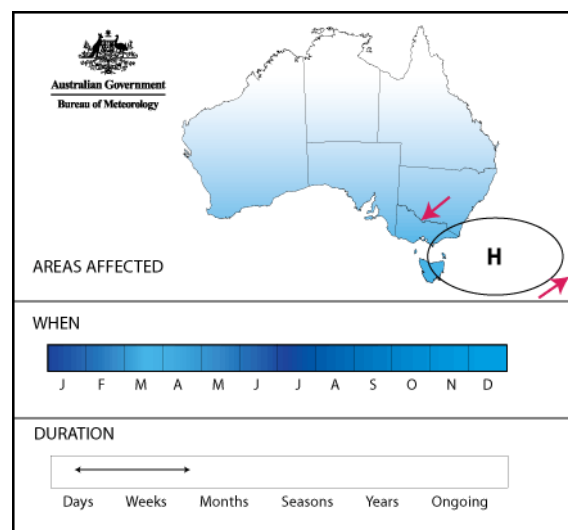 Australian Government
Bureau of Meteorology
H
AREAS AFFECTED
WHEN
J F M A M J J A S O N D
DURATION
Days Weeks Months Seasons Years Ongoing